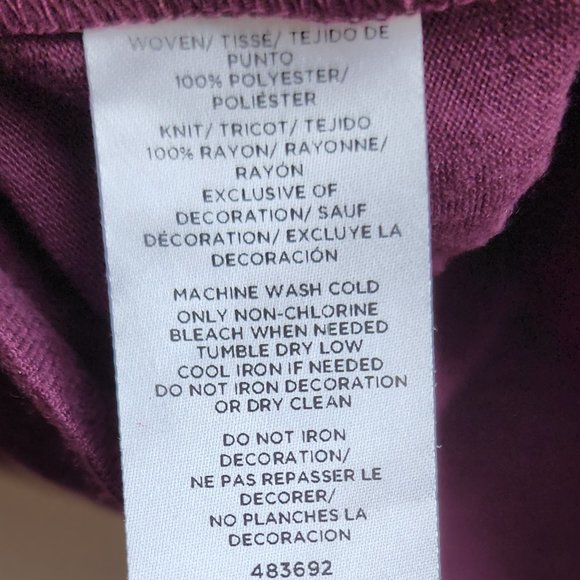 WOVEN/ TISSÉ/ TEJIDO DE
PUNTO
100% POLYESTER/
POLIÉSTER
KNIT/ TRICOT/ TEJIDO
100% RAYON/ RAYONNE/
RAYÓN
EXCLUSIVE OF
DECORATION/ SAUF
DÉCORATION/ EXCLUYE LA
DECORACIÓN
MACHINE WASH COLD
ONLY NON-CHLORINE
BLEACH WHEN NEEDED
TUMBLE DRY LOW
COOL IRON IF NEEDED
DO NOT IRON DECORATION
OR DRY CLEAN
DO NOT IRON
DECORATION/
NE PAS REPASSER LE
DECORER/
NO PLANCHES LA
DECORACION
483692